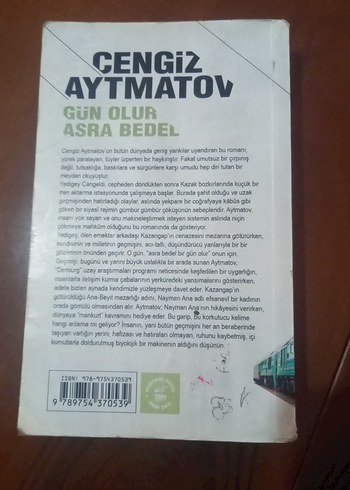 CENGİZ
AYTMATOV
GÜN OLUR
ASRA BEDEL
Cengiz Aytmatov'un bütün dünyada geniş yankılar uyandıran bu romanı,
yürek paralayan, tüyler ürperten bir haykırıştır. Fakat umutsuz bir çırpınış
değil, tutsaklığa, baskılara ve sürgünlere karşı umudu hep diri tutan bir
meydan okuyuştur.
Yedigey Cangeldi, cepheden döndükten sonra Kazak bozkırlarında küçük bir
tren aktarma istasyonunda çalışmaya başlar. Burada şahit olduğu ve uzak
geçmişinden hatırladığı olaylar, aslında yekpare bir coğrafyaya kâbûs gibi
çöken bir siyasi rejimin gümbür gümbür çöküşünün sebepleridir. Aytmatov,
insanı yok sayan ve onu makineleştirmek isteyen sistemin aslında niçin
çökmeye mahkûm olduğunu bu romanında da gösteriyor.
Yedigey, ölen emektar arkadaşı Kazangap'ın cenazesini mezarına götürürken,
kendisinin ve milletinin geçmişini, acı-tatlı, düşündürücü yanlarıyla bir bir
gözlerinin önünden geçirir. O gün, "asra bedel bir gün olur" onun için.
Geçmişi, bugünü ve yarını büyük ustalıkla bir arada sunan Aytmatov,
"Demiurg" uzay araştırmaları programı neticesinde keşfedilen bir uygarlığın,
insanlarla iletişim kurma çabalarının yerküredeki yansımalarını gösterirken,
adeta bizleri aynada kendimizle yüzleşmeye davet eder. Kazangap'ın
götürüldüğü Ana-Beyit mezarlığı adını, Nayman Ana adlı efsanevî bir kadının
orada gömülü olmasından alır. Aytmatov, Nayman Ana'nın hikâyesini verirken,
dünyaya "mankurt" kavramını hediye eder. Bu garip, bu korkutucu kelime
hangi anlama mı geliyor? İnsanın, yani bütün geçmişini her an beraberinde
taşıyan varlığın yerini, hafızası ve hatıraları olmayan, ruhunu kaybetmiş, içi
komutlarla doldurulmuş biyolojik bir makinenin aldığını düşünün.
ISBN: 978-9754370539
9 789754 370539